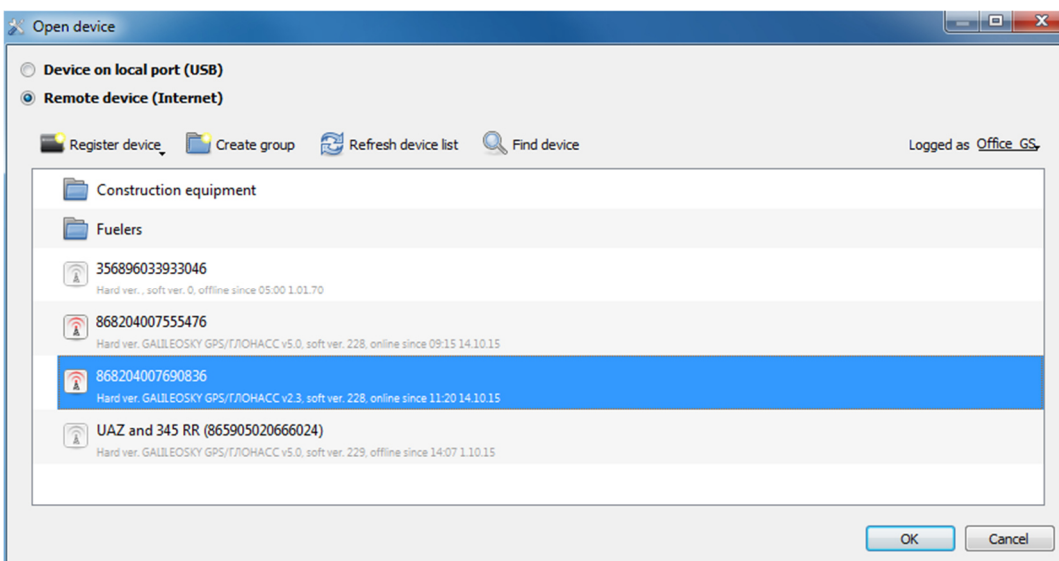 Open device
Device on local port (USB)
Remote device (Internet)
Register device Create group Refresh device list Find device Logged as Office_GS
Construction equipment
Fuelers
356896033933046
Hard ver. , soft ver. 0, offline since 05:00 1.01.70
868204007555476
Hard ver. GALILEOSKY GPS/ГЛОНАСС v5.0, soft ver. 228, online since 09:15 14.10.15
868204007690836
Hard ver. GALILEOSKY GPS/ГЛОНАСС v2.3, soft ver. 228, online since 11:20 14.10.15
UAZ and 345 RR (865905020666024)
Hard ver. GALILEOSKY GPS/ГЛОНАСС v5.0, soft ver. 229, offline since 14:07 1.10.15
OK Cancel